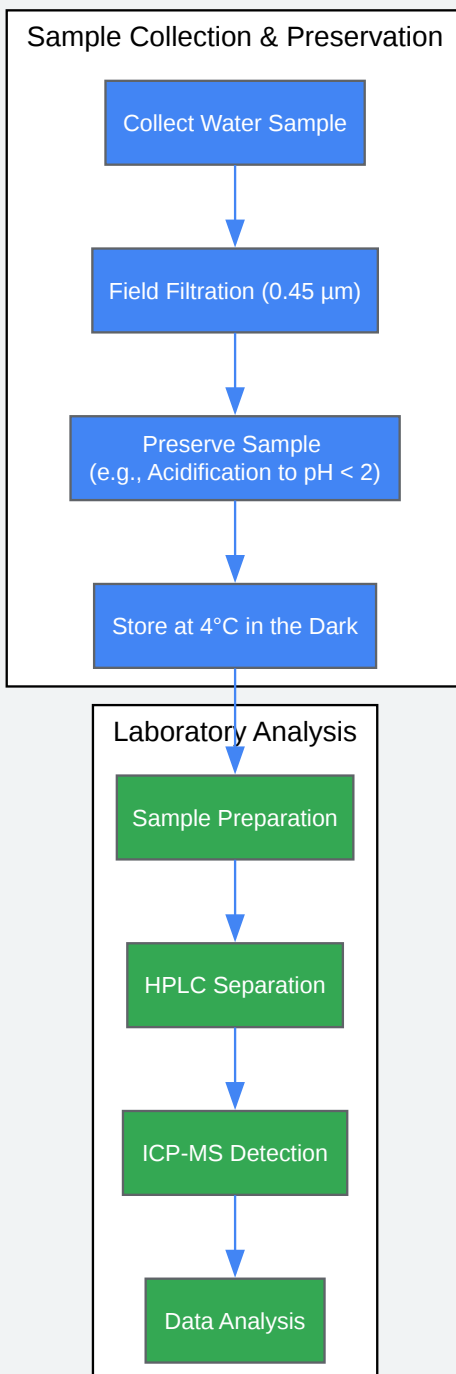 Sample Collection & Preservation
Collect Water Sample
Field Filtration (0.45 µm)
Preserve Sample
(e.g., Acidification to pH < 2)
Store at 4°C in the Dark
Laboratory Analysis
Sample Preparation
HPLC Separation
ICP-MS Detection
Data Analysis